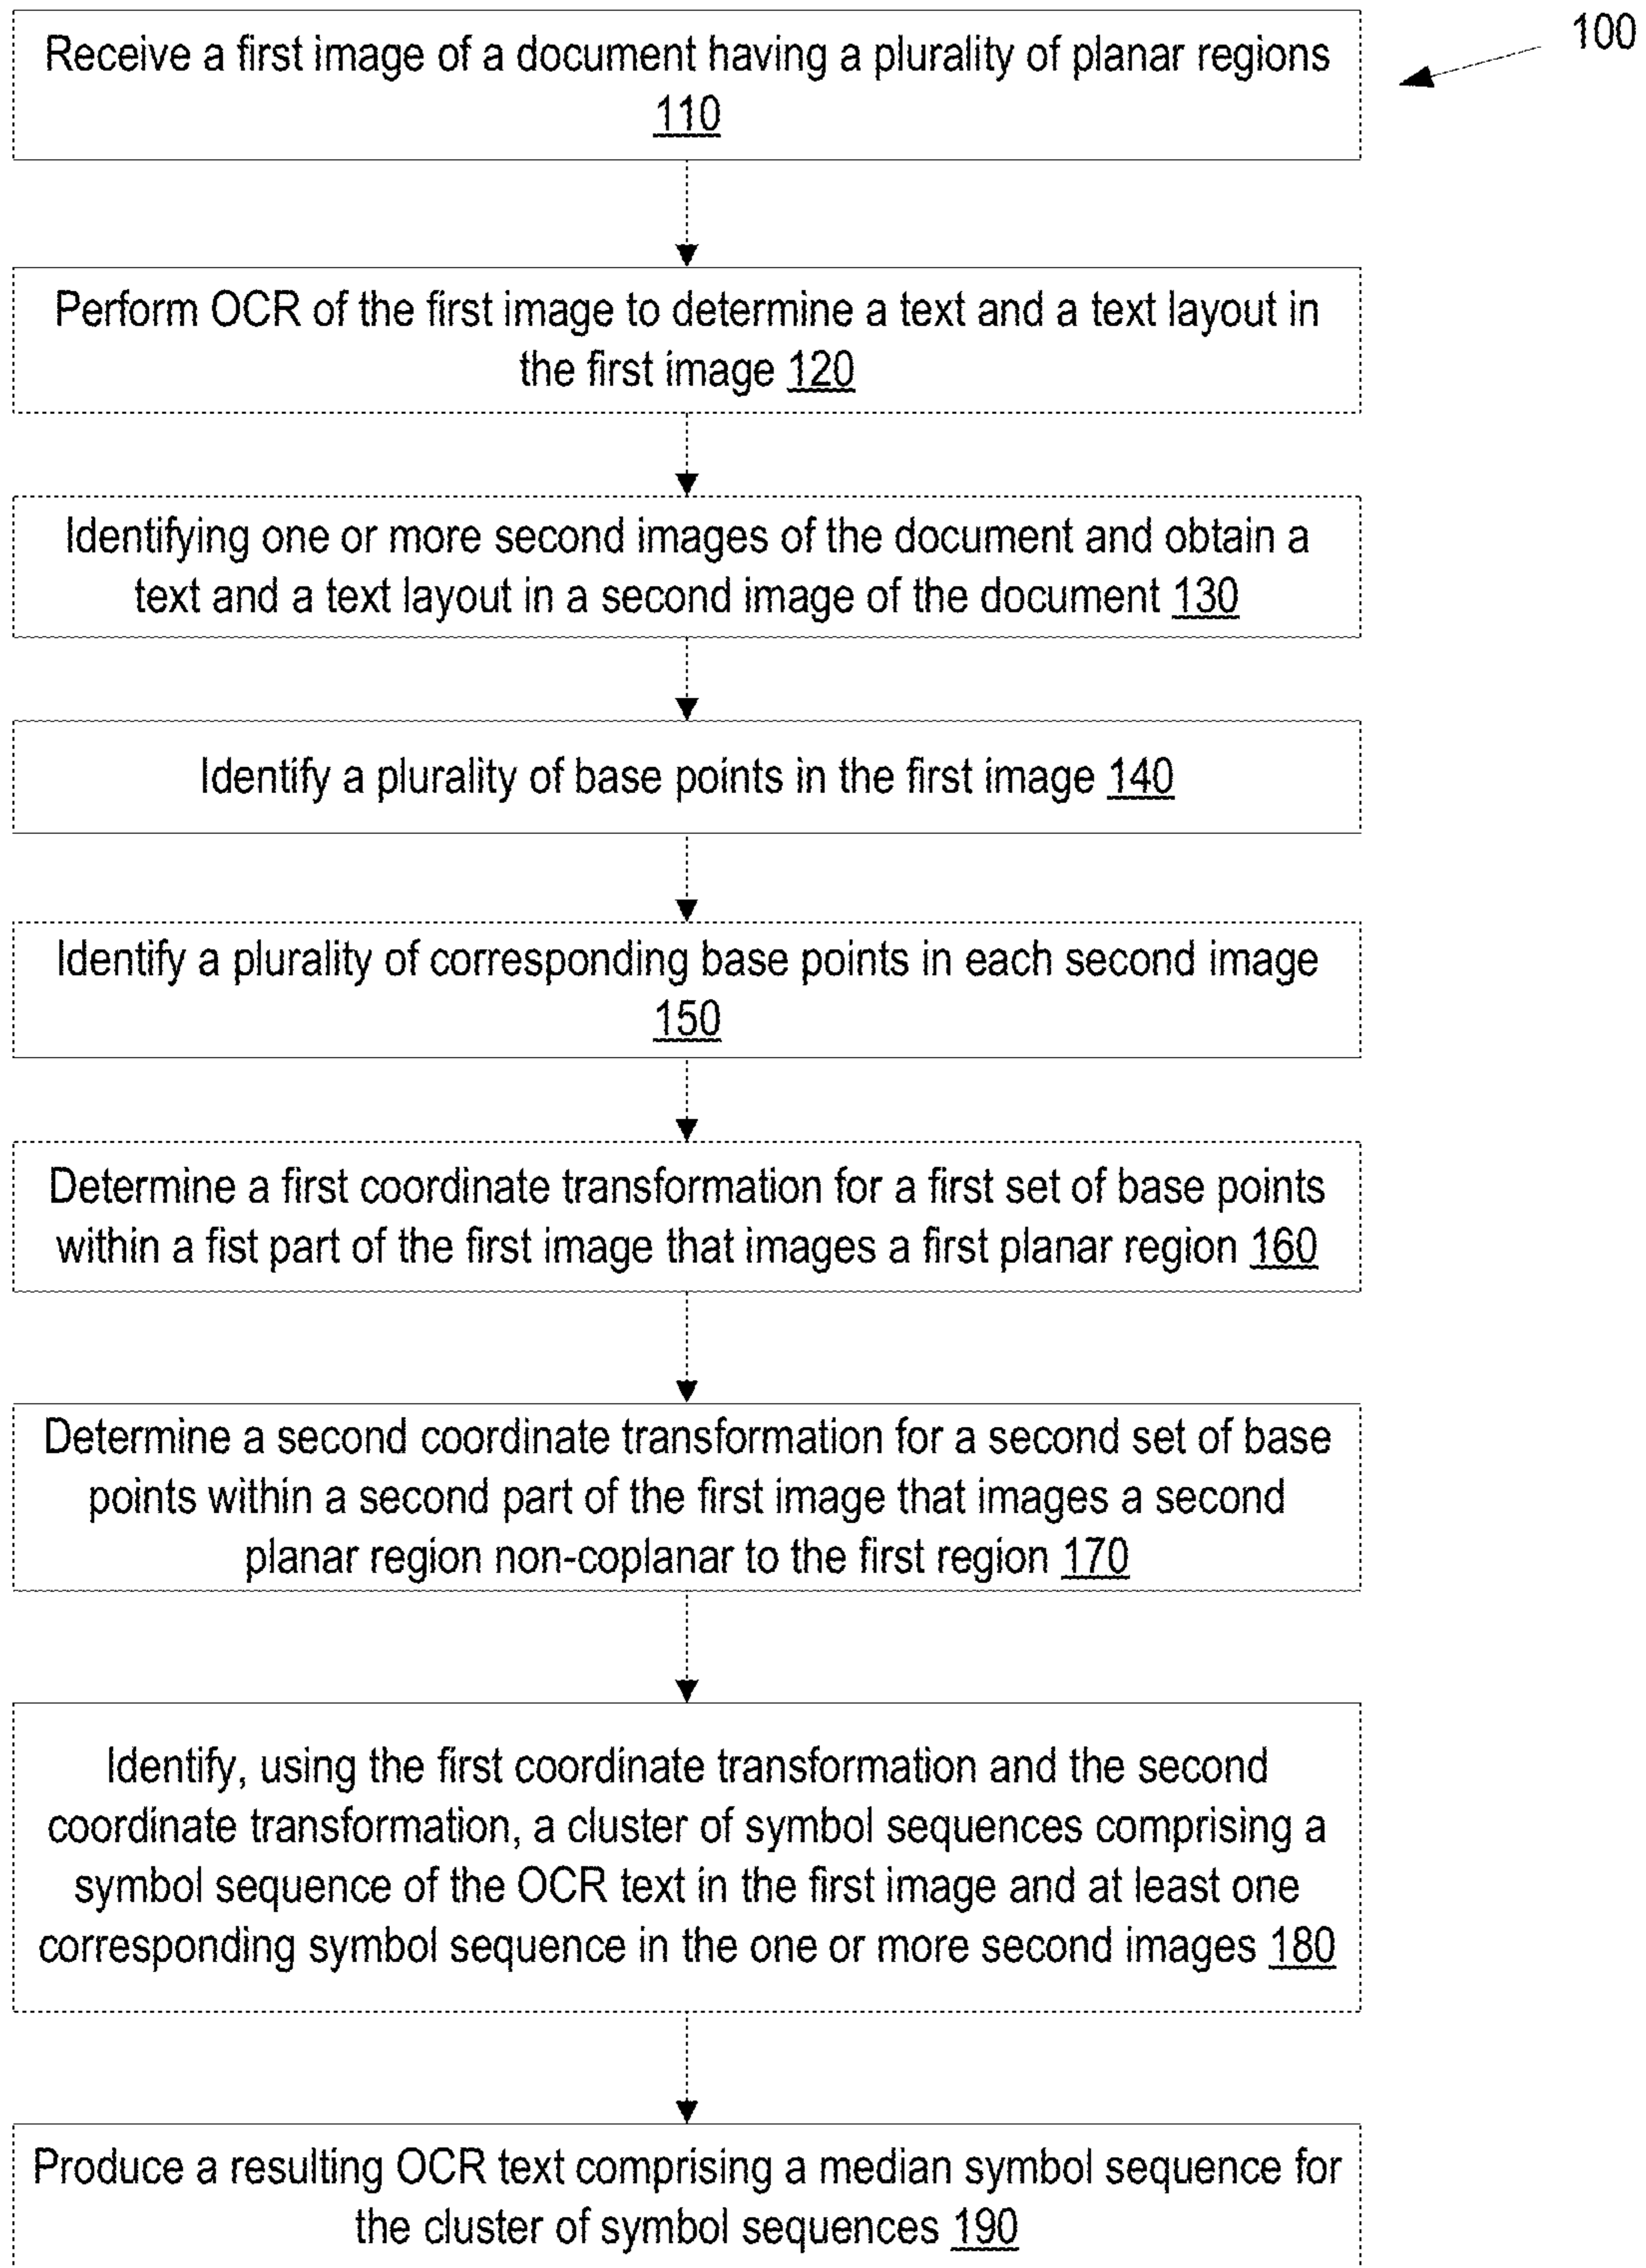 100
Receive a first image of a document having a plurality of planar regions
110
Perform OCR of the first image to determine a text and a text layout in
the first image 120
Identifying one or more second images of the document and obtain a
text and a text layout in a second image of the document 130
Identify a plurality of base points in the first image 140
Identify a plurality of corresponding base points in each second image
150
Determine a first coordinate transformation for a first set of base points
within a fist part of the first image that images a first planar region 160
Determine a second coordinate transformation for a second set of base
points within a second part of the first image that images a second
planar region non-coplanar to the first region 170
Identify, using the first coordinate transformation and the second
coordinate transformation, a cluster of symbol sequences comprising a
symbol sequence of the OCR text in the first image and at least one
corresponding symbol sequence in the one or more second images 180
Produce a resulting OCR text comprising a median symbol sequence for
the cluster of symbol sequences 190